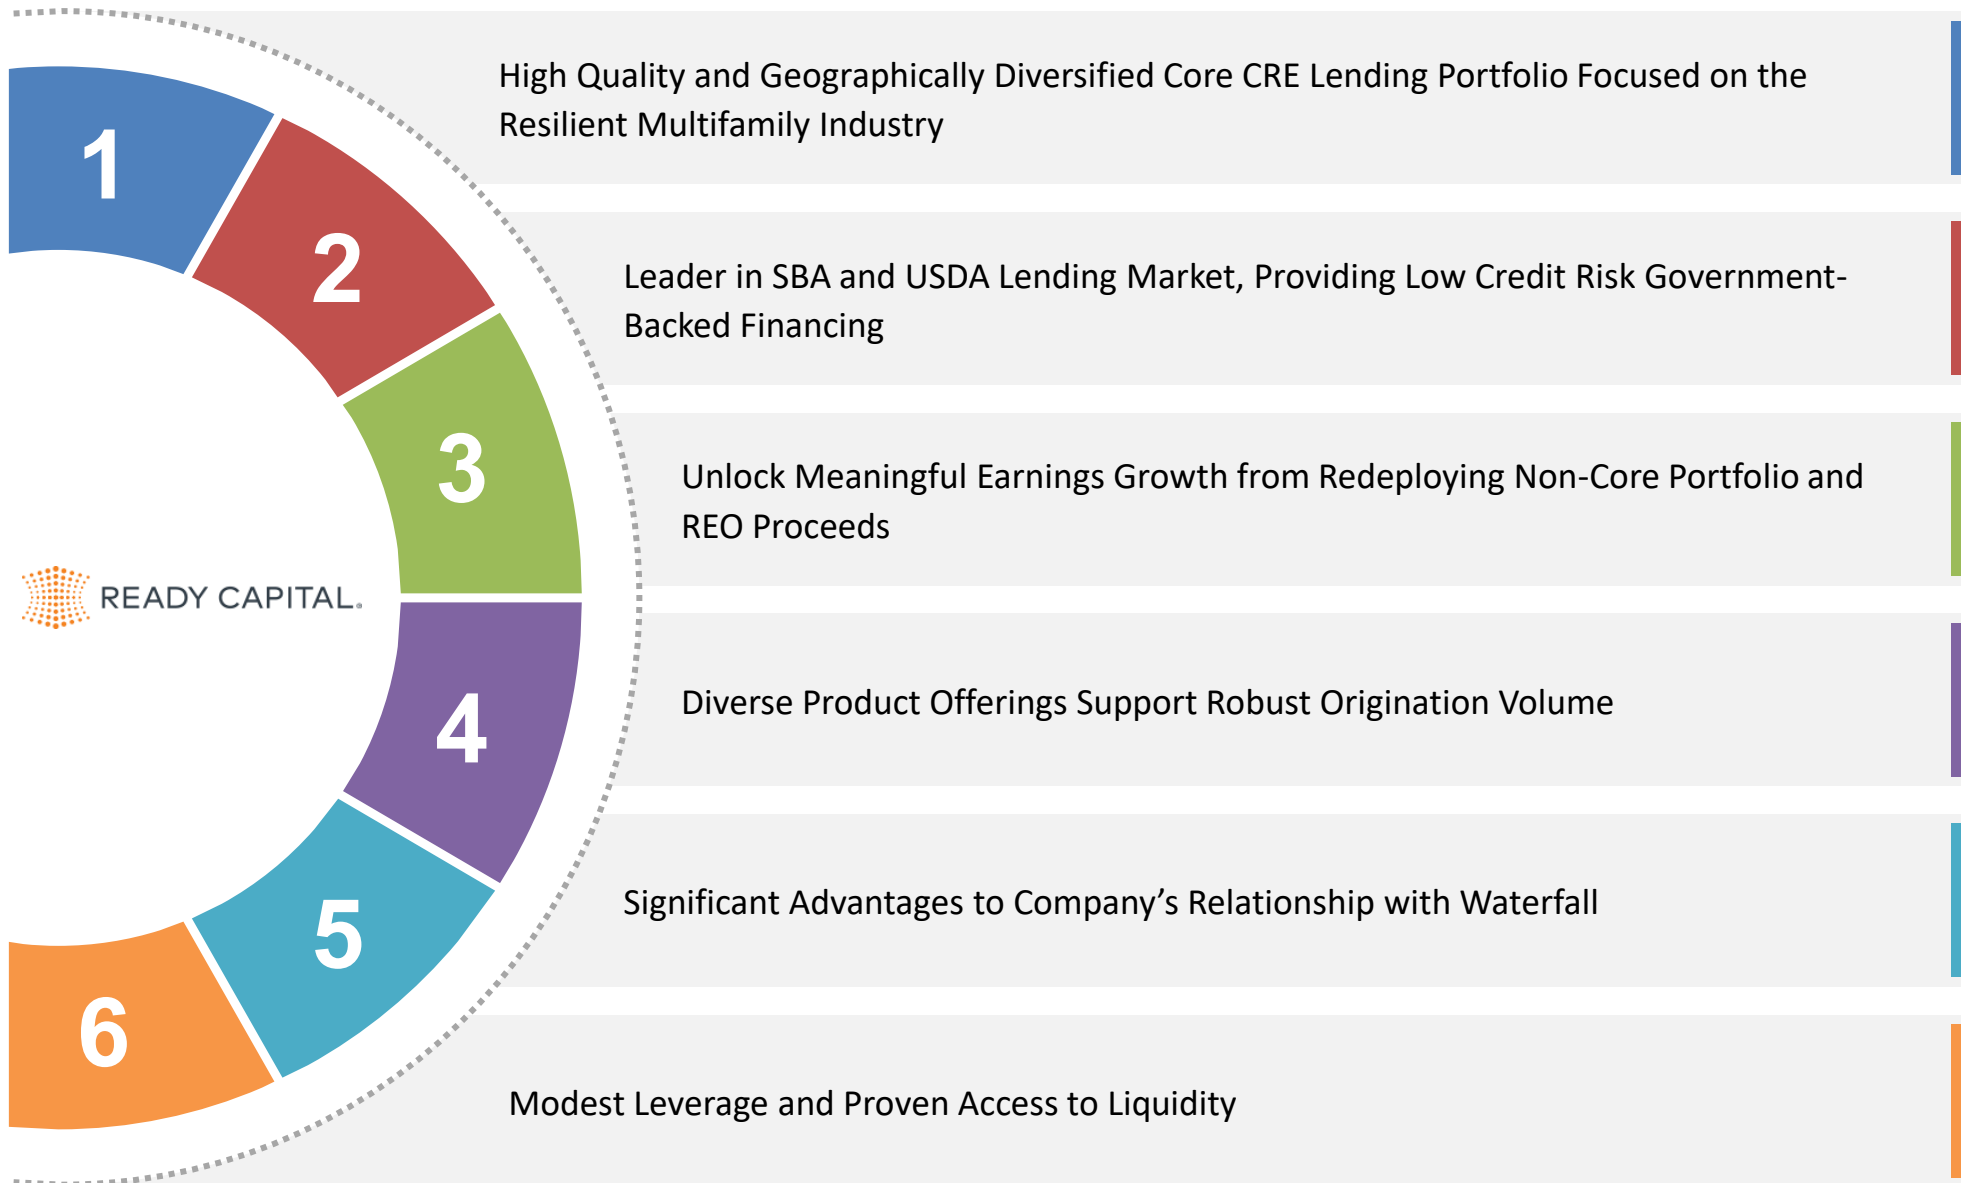 1
High Quality and Geographically Diversified Core CRE Lending Portfolio Focused on the
Resilient Multifamily Industry
2
Leader in SBA and USDA Lending Market, Providing Low Credit Risk Government-
Backed Financing
3
Unlock Meaningful Earnings Growth from Redeploying Non-Core Portfolio and
REO Proceeds
READY CAPITAL®
4
Diverse Product Offerings Support Robust Origination Volume
5
Significant Advantages to Company’s Relationship with Waterfall
6
Modest Leverage and Proven Access to Liquidity